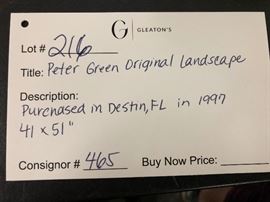 G GLEATON'S
Lot # 216
Title: Peter Green Original Landscape
Description:
Purchased in Destin, FL in 1997
41 x 51"
Consignor # 465 Buy Now Price: